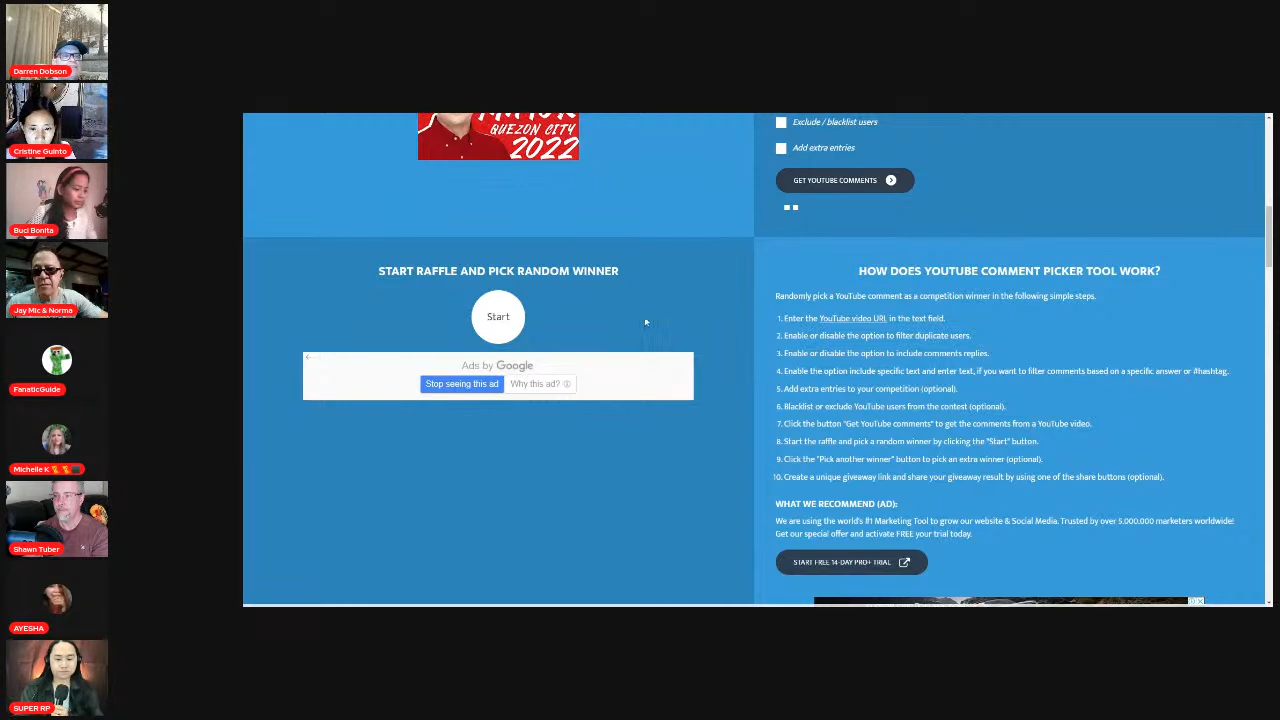 Darren Dobson
Cristine Guinto
Buci Bonita
Jay Mic & Norma
FanaticGuide
Michelle K
Shawn Tuber
AYESHA
SUPER RP
QUEZON CITY
2022
Exclude / blacklist users
Add extra entries
GET YOUTUBE COMMENTS
START RAFFLE AND PICK RANDOM WINNER
Start
Ads by Google
Stop seeing this ad
Why this ad?
HOW DOES YOUTUBE COMMENT PICKER TOOL WORK?
Randomly pick a YouTube comment as a competition winner in the following simple steps.
1. Enter the YouTube video URL in the text field.
2. Enable or disable the option to filter duplicate users.
3. Enable or disable the option to include comments replies.
4. Enable the option include specific text and enter text, if you want to filter comments based on a specific answer or #hashtag.
5. Add extra entries to your competition (optional).
6. Blacklist or exclude YouTube users from the contest (optional).
7. Click the button "Get YouTube comments" to get the comments from a YouTube video.
8. Start the raffle and pick a random winner by clicking the "Start" button.
9. Click the "Pick another winner" button to pick an extra winner (optional).
10. Create a unique giveaway link and share your giveaway result by using one of the share buttons (optional).
WHAT WE RECOMMEND (AD):
We are using the world's #1 Marketing Tool to grow our website & Social Media. Trusted by over 5.000.000 marketers worldwide!
Get our special offer and activate FREE your trial today.
START FREE 14-DAY PRO+ TRIAL